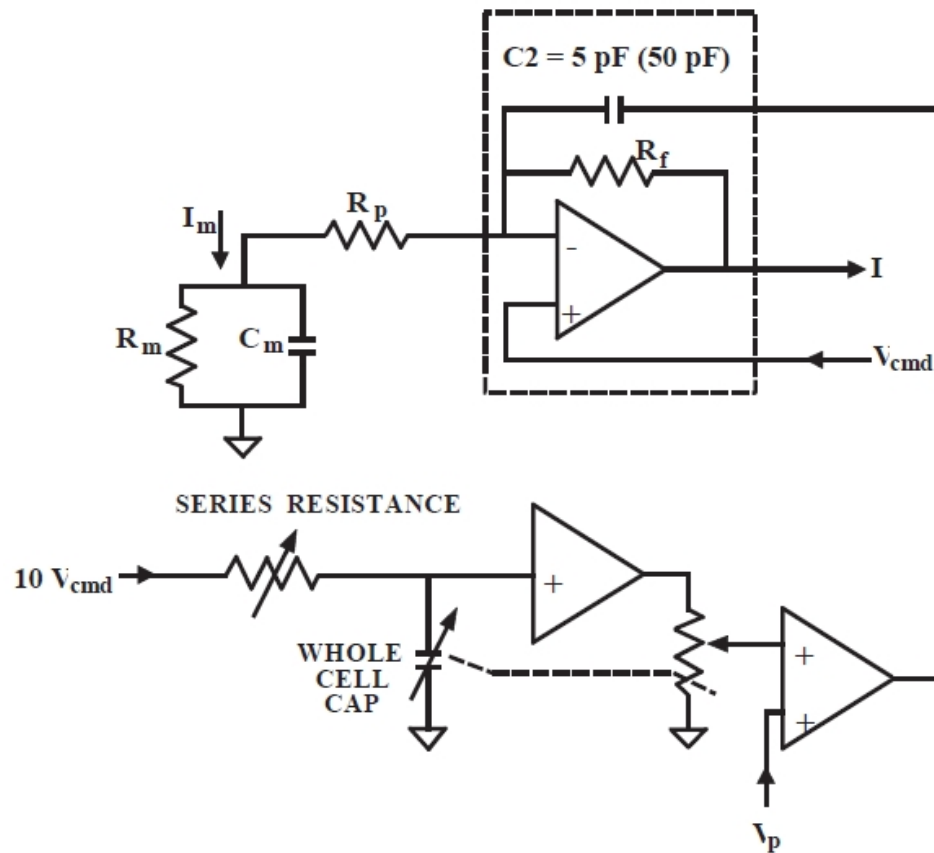 C2 = 5 pF (50 pF)
Rf
Rp
Im
-
Rm
Cm
+
I
Vcmd
SERIES RESISTANCE
10 Vcmd
+
WHOLE
CELL
CAP
+
+
Vp